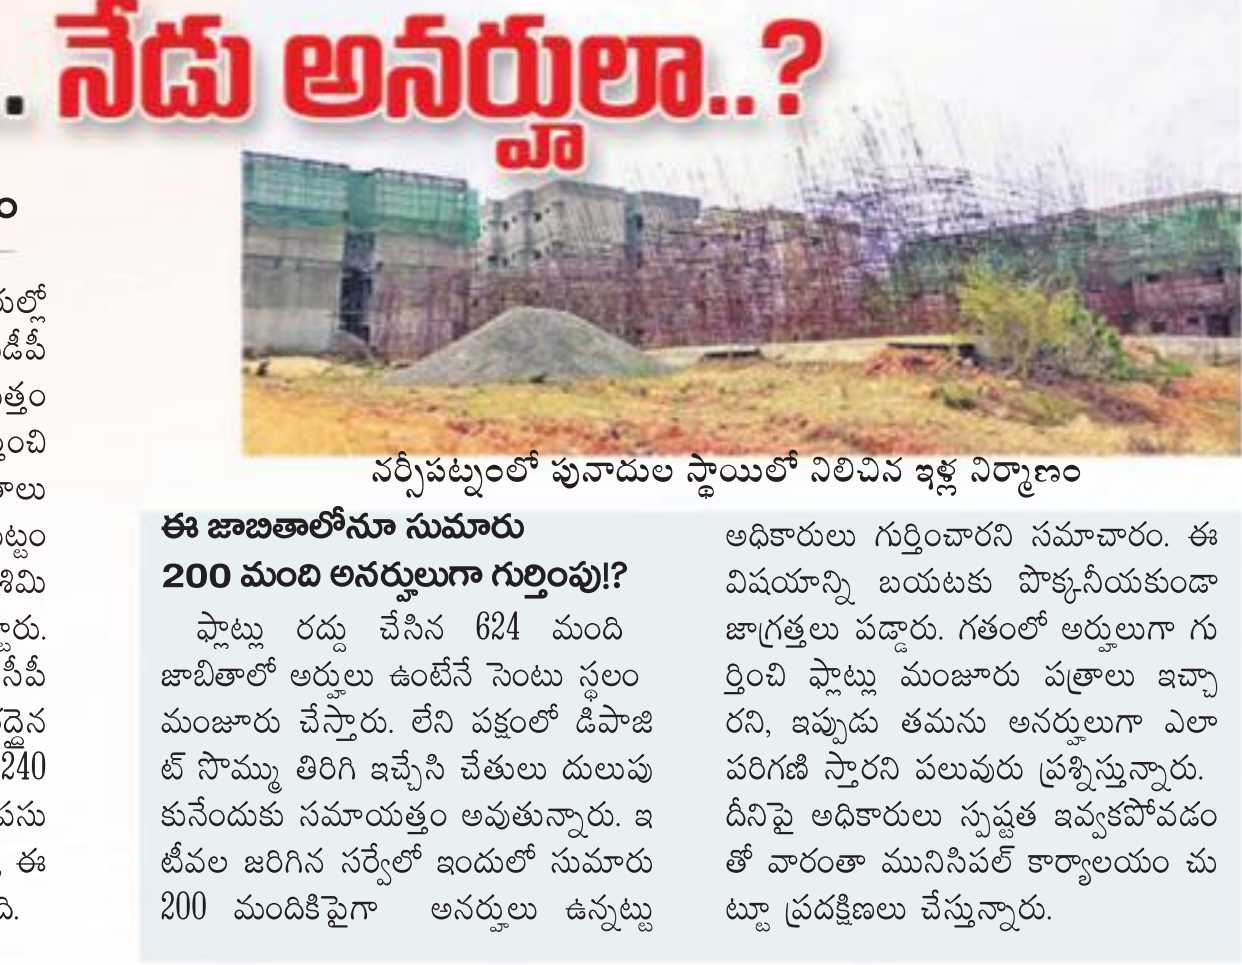 .. నేడు అనర్హులా..?
నర్సీపట్నంలో పునాదుల స్థాయిలో నిలిచిన ఇళ్ల నిర్మాణం
240
ఈ
ఈ జాబితాలోనూ సుమారు
200 మంది అనర్హులుగా గుర్తింపు!?
ఫ్లాట్లు రద్దు చేసిన 624 మంది
జాబితాలో అర్హులు ఉంటేనే సెంటు స్థలం
మంజూరు చేస్తారు. లేని పక్షంలో డిపాజి
ట్ సొమ్ము తిరిగి ఇచ్చేసి చేతులు దులుపు
కునేందుకు సమాయత్తం అవుతున్నారు. ఇ
టీవల జరిగిన సర్వేలో ఇందులో సుమారు
200 మందికిపైగా అనర్హులు ఉన్నట్టు
అధికారులు గుర్తించారని సమాచారం. ఈ
విషయాన్ని బయటకు పొక్కనీయకుండా
జాగ్రత్తలు పడ్డారు. గతంలో అర్హులుగా గు
ర్తించి ఫ్లాట్లు మంజూరు పత్రాలు ఇచ్చా
రని, ఇప్పుడు తమను అనర్హులుగా ఎలా
పరిగణి స్తారని పలువురు ప్రశ్నిస్తున్నారు.
దీనిపై అధికారులు స్పష్టత ఇవ్వకపోవడం
తో వారంతా మునిసిపల్ కార్యాలయం చు
ట్టూ ప్రదక్షిణలు చేస్తున్నారు.